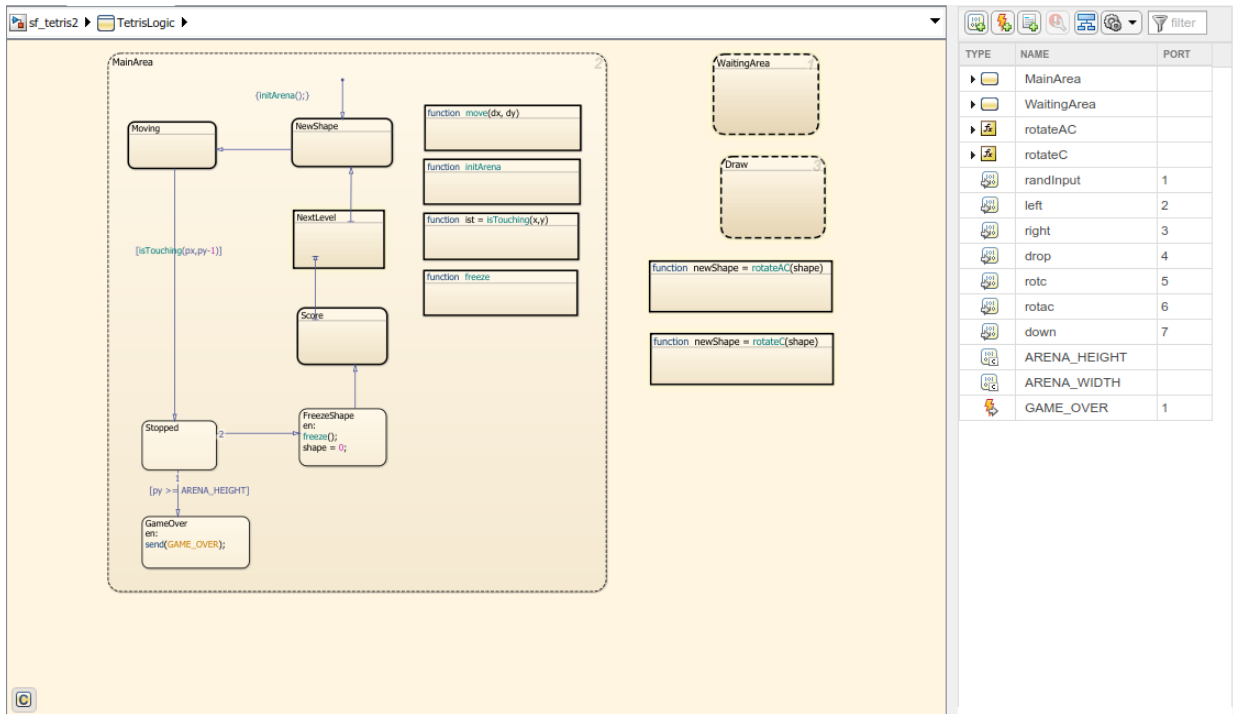 sf_tetris2 TetrisLogic
MainArea 2
{initArena();}
Moving
NewShape
NextLevel
[isTouching(px,py-1)]
Score
Stopped
2
FreezeShape
en:
freeze();
shape = 0;
1
[py >= ARENA_HEIGHT]
GameOver
en:
send(GAME_OVER);
function move(dx, dy)
function initArena
function ist = isTouching(x,y)
function freeze
WaitingArea 1
Draw 3
function newShape = rotateAC(shape)
function newShape = rotateC(shape)
C
filter
TYPE NAME PORT
MainArea
WaitingArea
rotateAC
rotateC
randInput 1
left 2
right 3
drop 4
rotc 5
rotac 6
down 7
ARENA_HEIGHT
ARENA_WIDTH
GAME_OVER 1